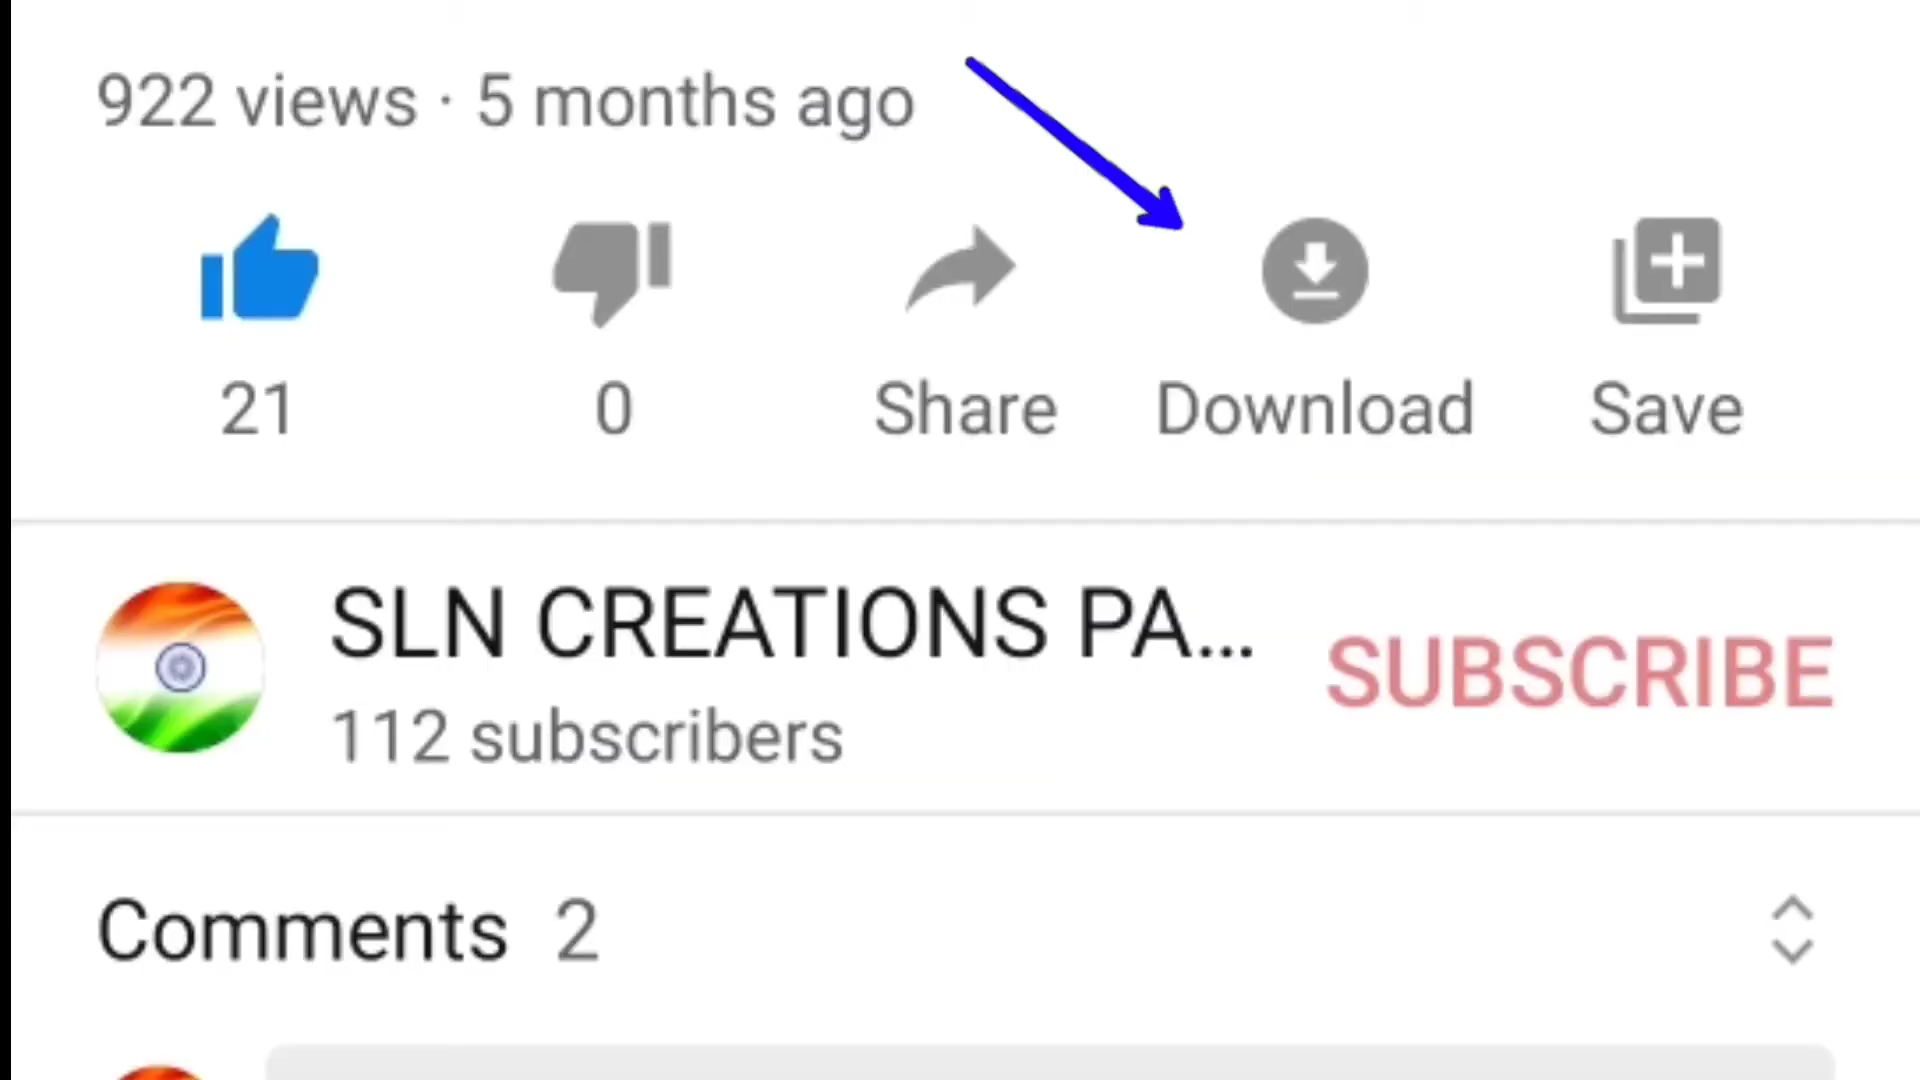 922 views · 5 months ago
21 0 Share Download Save
SLN CREATIONS PA... SUBSCRIBE
112 subscribers
Comments 2